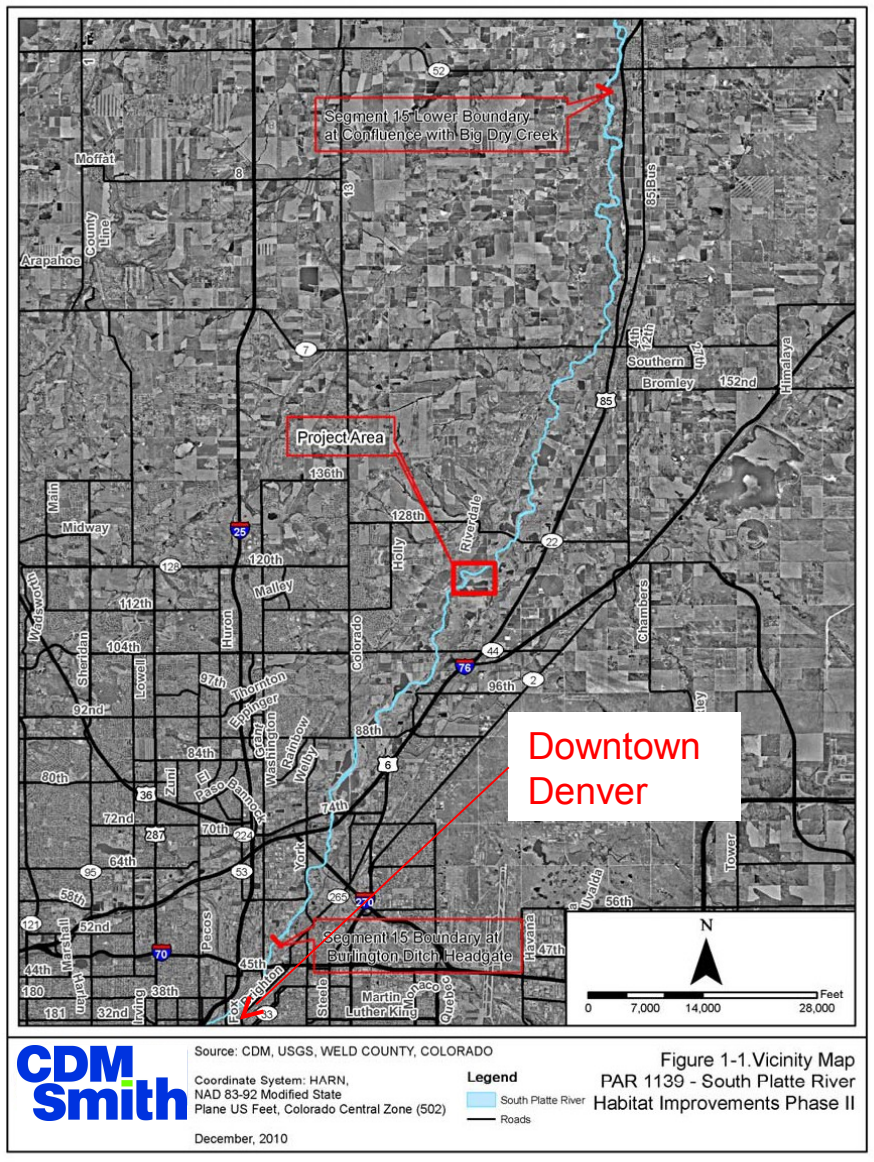 52
1
Segment 15 Lower Boundary
at Confluence with Big Dry Creek
Moffat
8
13
85 Bus
County
Line
Arapahoe
7
4th
12th
7th
Southern
Bromley
152nd
Himalaya
85
Project Area
136th
Main
Midway
25
128th
Riverdale
22
120th
128
Holly
Malley
Wadsworth
112th
Huron
Colorado
Chambers
Sheridan
104th
Lowell
44
76
97th
Thornton
Eppinger
96th
2
92nd
Grant
Washington
Rainbow
Welby
88th
Downtown
Denver
84th
6
80th
Zuni
El
Paso
Bannock
36
74th
72nd
287
70th
224
York
64th
95
53
Tower
58th
265
270
Uvalda
56th
121
52nd
Marshall
Pecos
Segment 15 Boundary at
Burlington Ditch Headgate
Havana
47th
70
44th
45th
Harlan
180
Irving
38th
Brighton
Steele
Martin
Luther King
Monaco
Quebec
181
32nd
Fox
33
N
0 7,000 14,000 28,000
Feet
CDM
Smith
Source: CDM, USGS, WELD COUNTY, COLORADO
Coordinate System: HARN,
NAD 83-92 Modified State
Plane US Feet, Colorado Central Zone (502)
December, 2010
Legend
South Platte River
Roads
Figure 1-1.Vicinity Map
PAR 1139 - South Platte River
Habitat Improvements Phase II